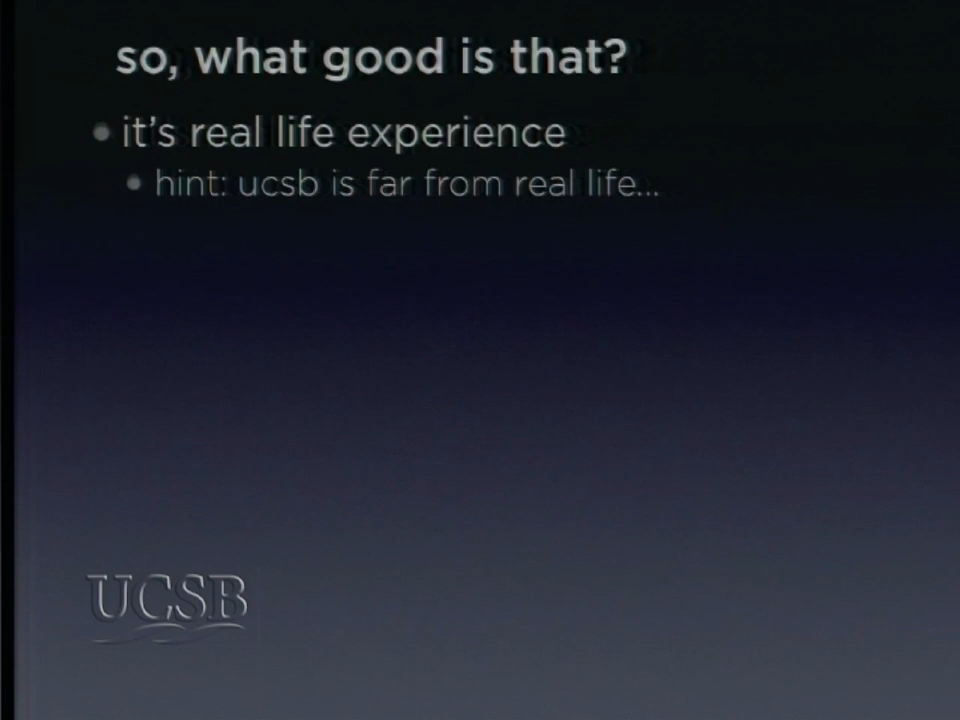 so, what good is that?
• it's real life experience
• hint: ucsb is far from real life...
UCSB